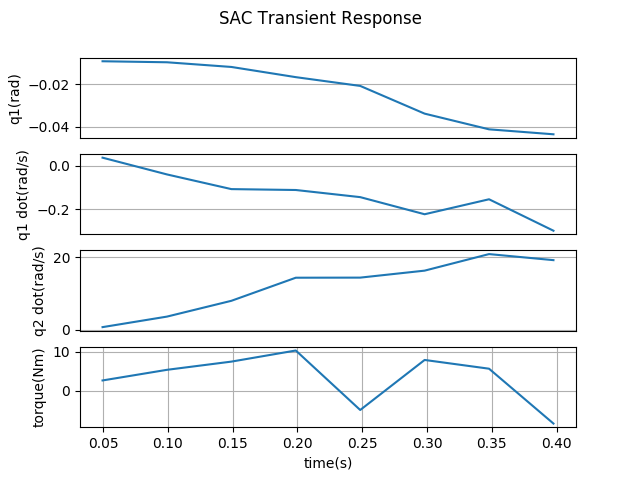 SAC Transient Response
q1(rad)
−0.02
−0.04
q1 dot(rad/s)
0.0
−0.2
q2 dot(rad/s)
20
0
torque(Nm)
10
0
0.05 0.10 0.15 0.20 0.25 0.30 0.35 0.40
time(s)